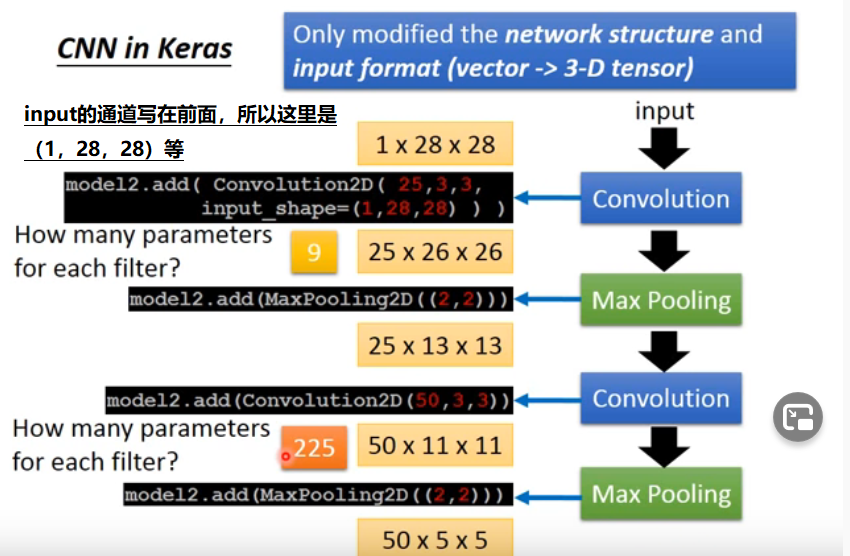 CNN in Keras
Only modified the network structure and
input format (vector -> 3-D tensor)
input的通道写在前面，所以这里是
（1，28，28）等
input
1 x 28 x 28
model2.add( Convolution2D( 25,3,3,
input_shape=(1,28,28) ) )
Convolution
How many parameters
for each filter?
9
25 x 26 x 26
model2.add(MaxPooling2D((2,2)))
Max Pooling
25 x 13 x 13
model2.add(Convolution2D(50,3,3))
Convolution
How many parameters
for each filter?
225
50 x 11 x 11
model2.add(MaxPooling2D((2,2)))
Max Pooling
50 x 5 x 5